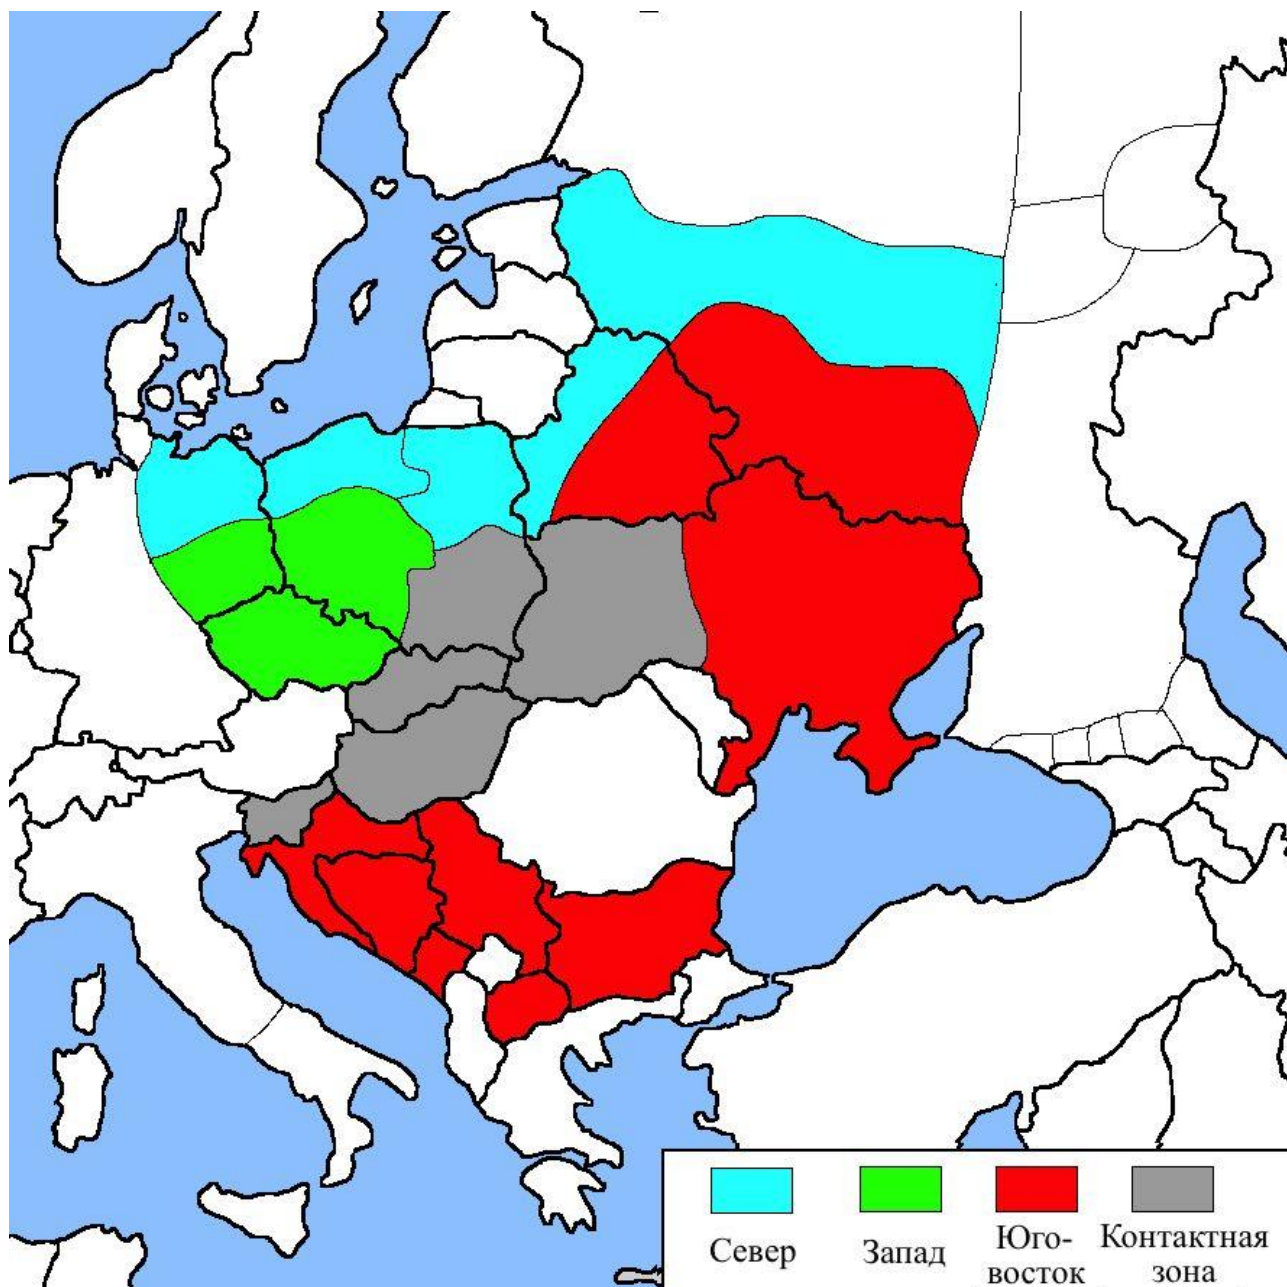 Север
Запад
Юго-
восток
Контактная
зона